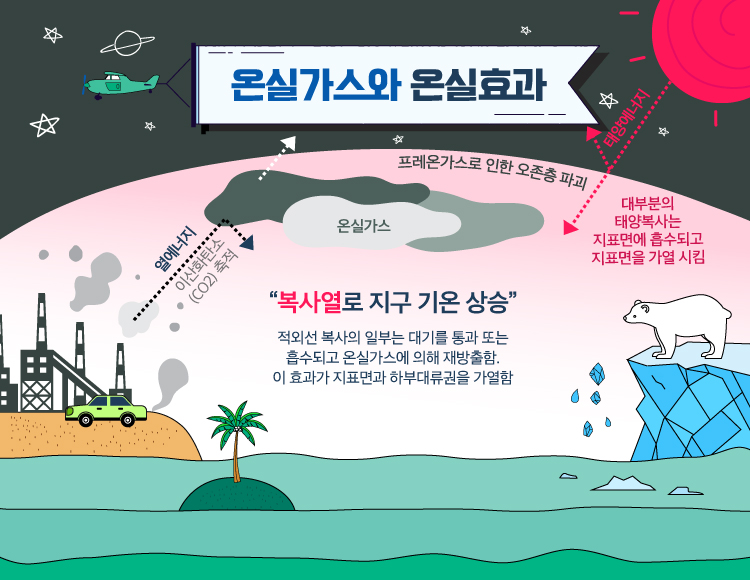 온실가스와 온실효과
태양에너지
프레온가스로 인한 오존층 파괴
대부분의
태양복사는
지표면에 흡수되고
지표면을 가열 시킴
온실가스
열에너지
이산화탄소
(CO2) 축적
“복사열로 지구 기온 상승”
적외선 복사의 일부는 대기를 통과 또는
흡수되고 온실가스에 의해 재방출함.
이 효과가 지표면과 하부대류권을 가열함